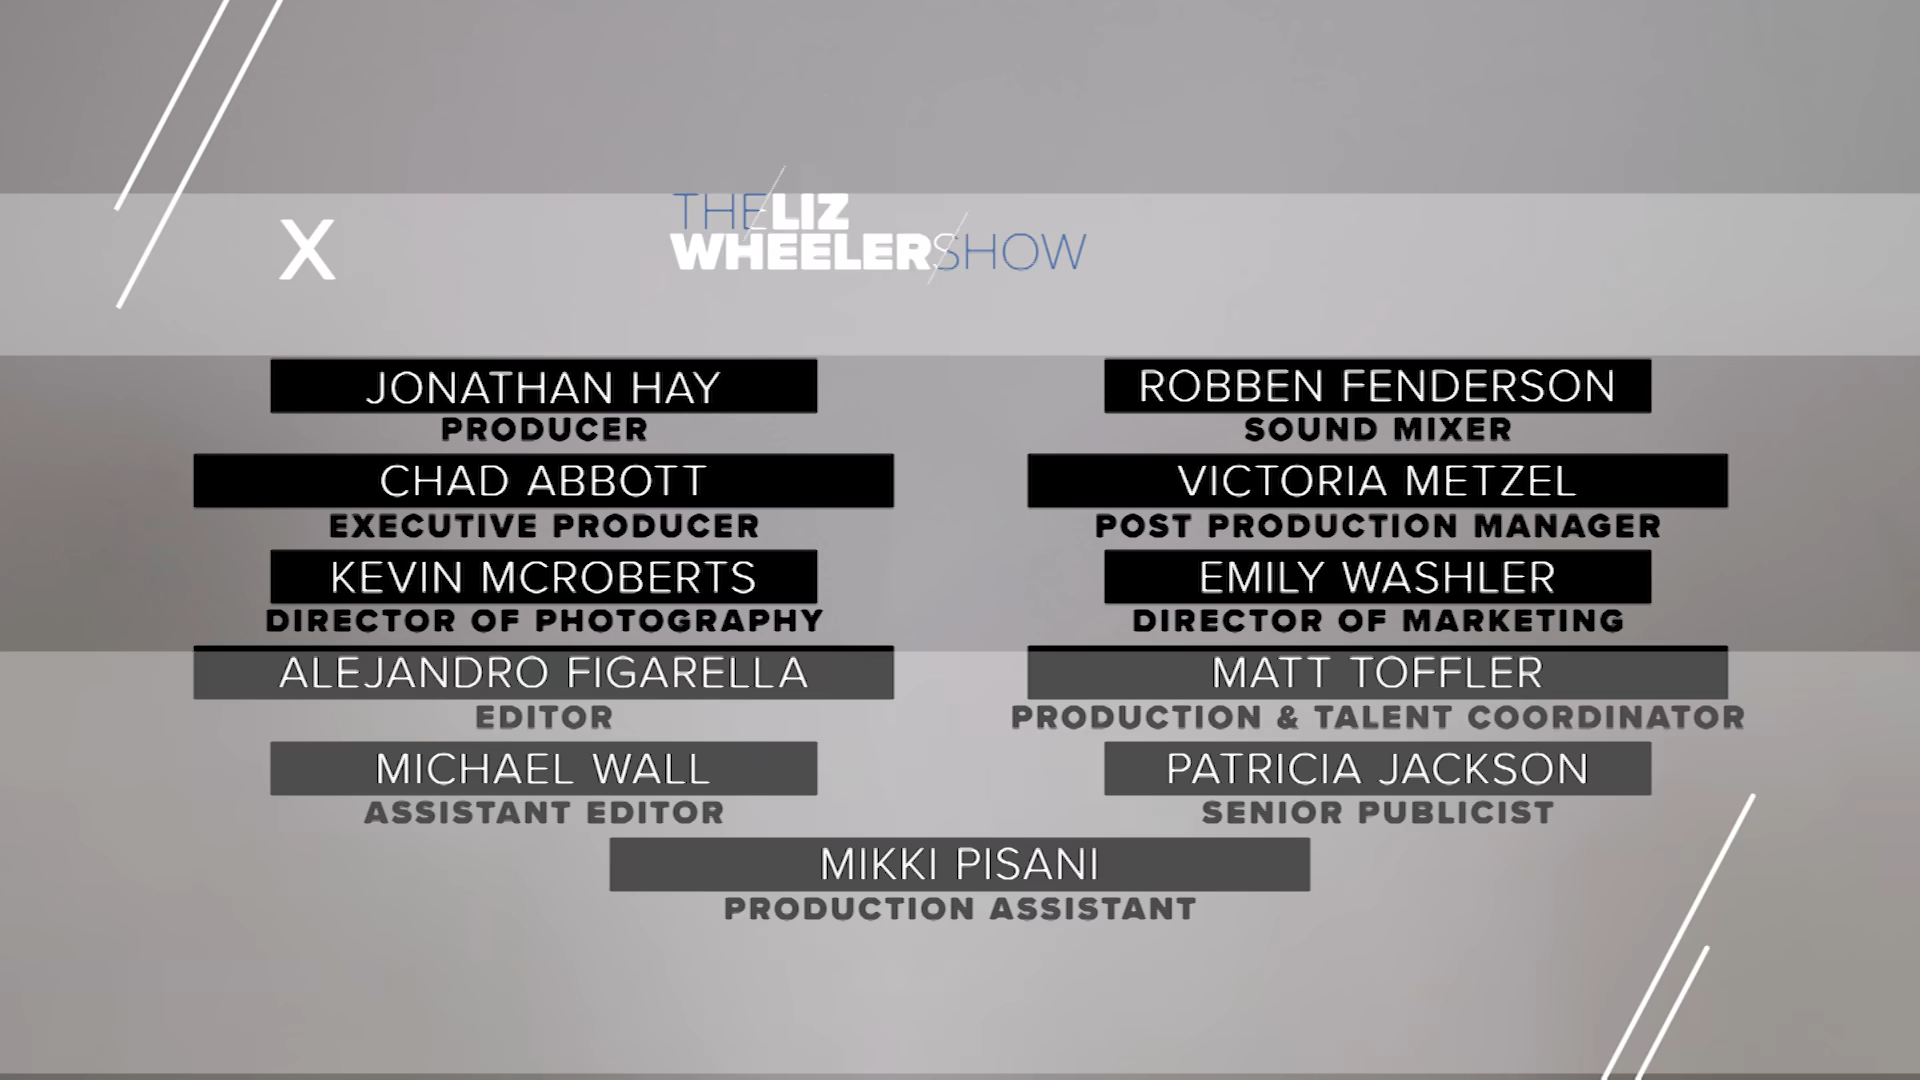 X
THE LIZ
WHEELER SHOW
JONATHAN HAY
PRODUCER
CHAD ABBOTT
EXECUTIVE PRODUCER
KEVIN MCROBERTS
DIRECTOR OF PHOTOGRAPHY
ALEJANDRO FIGARELLA
EDITOR
MICHAEL WALL
ASSISTANT EDITOR
ROBBEN FENDERSON
SOUND MIXER
VICTORIA METZEL
POST PRODUCTION MANAGER
EMILY WASHLER
DIRECTOR OF MARKETING
MATT TOFFLER
PRODUCTION & TALENT COORDINATOR
PATRICIA JACKSON
SENIOR PUBLICIST
MIKKI PISANI
PRODUCTION ASSISTANT